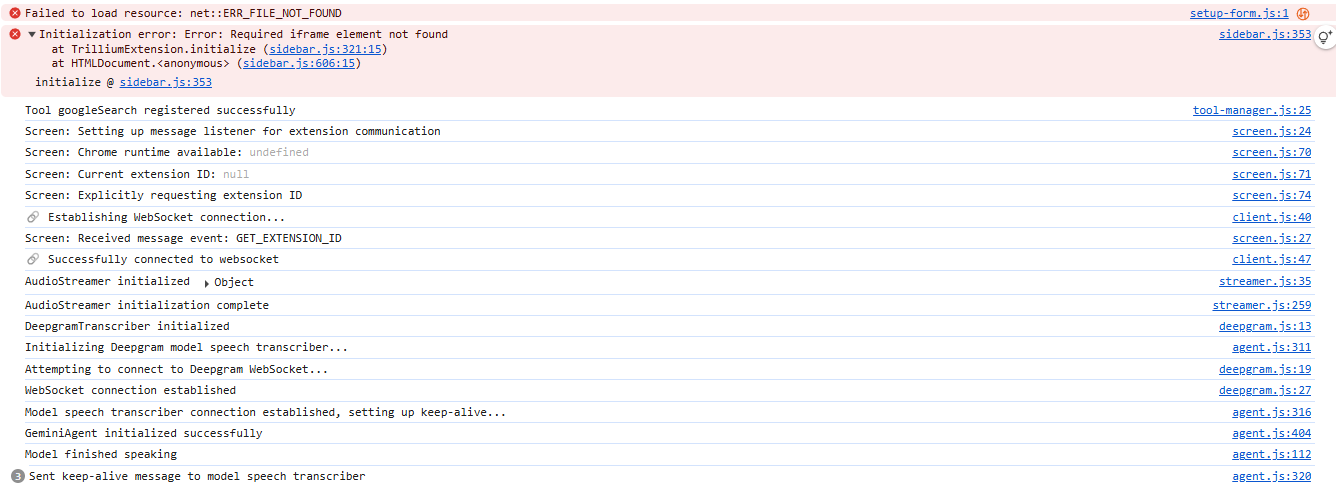 Failed to load resource: net::ERR_FILE_NOT_FOUND setup-form.js:1
Initialization error: Error: Required iframe element not found sidebar.js:353
at TrilliumExtension.initialize (sidebar.js:321:15)
at HTMLDocument.<anonymous> (sidebar.js:606:15)
initialize @ sidebar.js:353
Tool googleSearch registered successfully tool-manager.js:25
Screen: Setting up message listener for extension communication screen.js:24
Screen: Chrome runtime available: undefined screen.js:70
Screen: Current extension ID: null screen.js:71
Screen: Explicitly requesting extension ID screen.js:74
Establishing WebSocket connection... client.js:40
Screen: Received message event: GET_EXTENSION_ID screen.js:27
Successfully connected to websocket client.js:47
AudioStreamer initialized Object streamer.js:35
AudioStreamer initialization complete streamer.js:259
DeepgramTranscriber initialized deepgram.js:13
Initializing Deepgram model speech transcriber... agent.js:311
Attempting to connect to Deepgram WebSocket... deepgram.js:19
WebSocket connection established deepgram.js:27
Model speech transcriber connection established, setting up keep-alive... agent.js:316
GeminiAgent initialized successfully agent.js:404
Model finished speaking agent.js:112
3 Sent keep-alive message to model speech transcriber agent.js:320